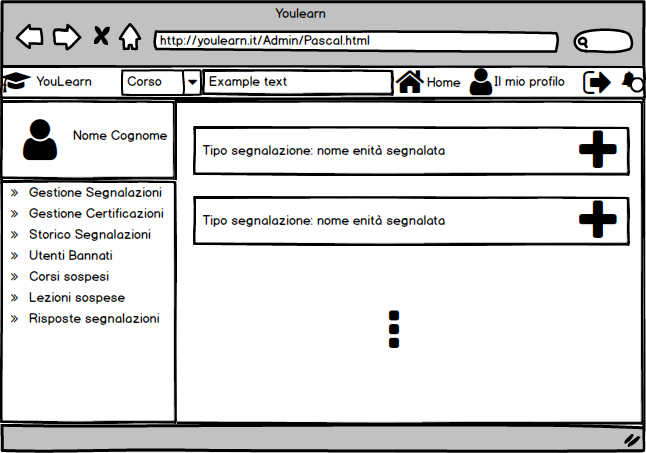 Youlearn
http://youlearn.it/Admin/Pascal.html
YouLearn Corso Example text Home Il mio profilo
Nome Cognome
Gestione Segnalazioni
Gestione Certificazioni
Storico Segnalazioni
Utenti Bannati
Corsi sospesi
Lezioni sospese
Risposte segnalazioni
Tipo segnalazione: nome enità segnalata
Tipo segnalazione: nome enità segnalata